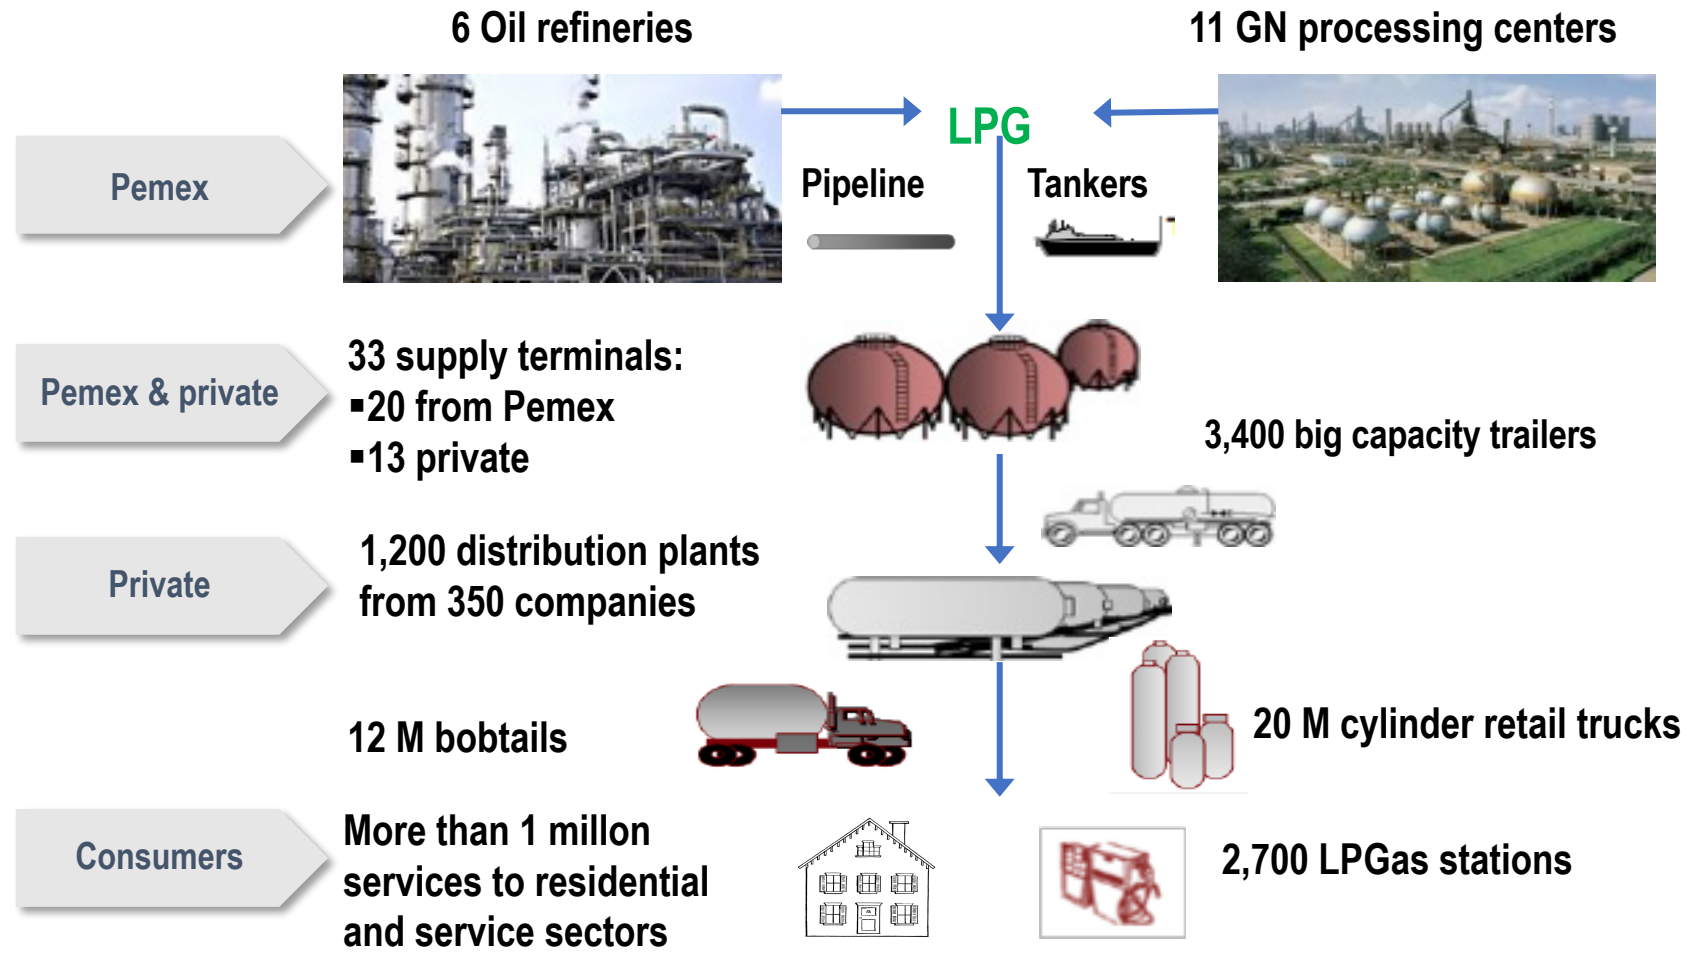 6 Oil refineries
11 GN processing centers
LPG
Pemex
Pipeline
Tankers
Pemex & private
33 supply terminals:
▪20 from Pemex
▪13 private
3,400 big capacity trailers
Private
1,200 distribution plants
from 350 companies
12 M bobtails
20 M cylinder retail trucks
Consumers
More than 1 millon
services to residential
and service sectors
2,700 LPGas stations